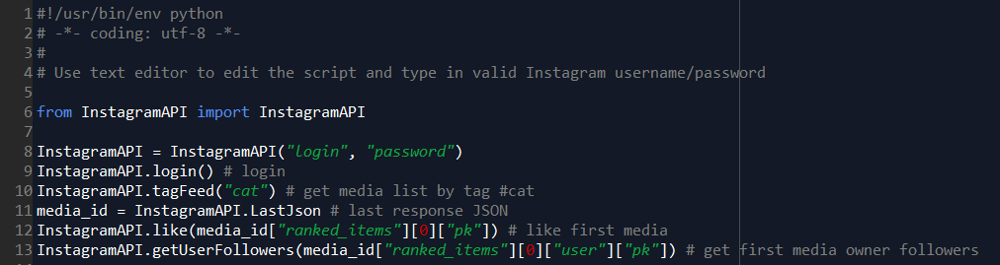 1 #!/usr/bin/env python
2 # -*- coding: utf-8 -*-
3 #
4 # Use text editor to edit the script and type in valid Instagram username/password
5
6 from InstagramAPI import InstagramAPI
7
8 InstagramAPI = InstagramAPI("login", "password")
9 InstagramAPI.login() # login
10 InstagramAPI.tagFeed("cat") # get media list by tag #cat
11 media_id = InstagramAPI.LastJson # last response JSON
12 InstagramAPI.like(media_id["ranked_items"][0]["pk"]) # like first media
13 InstagramAPI.getUserFollowers(media_id["ranked_items"][0]["user"]["pk"]) # get first media owner followers